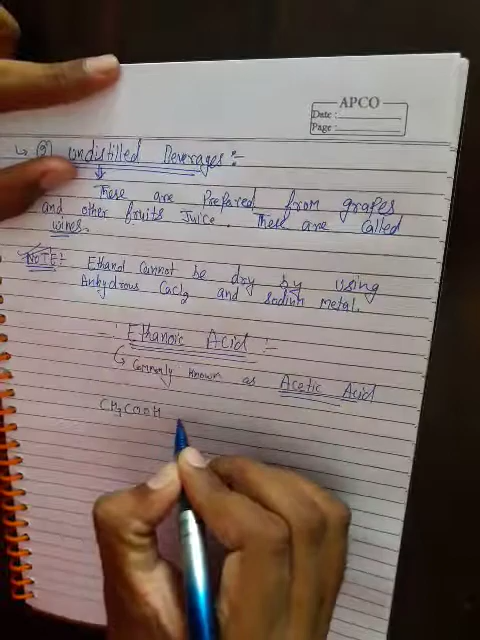 APCO
Date :
Page :
↳ 2) Undistilled Beverages :-
These are prepared from grapes
and other fruits Juice. These are called
wines.
NOTE:- Ethanol Cannot be dry by using
Anhydrous CaCl2 and sodium metal.
Ethanoic Acid :-
Commonly known as Acetic Acid
CH3COOH